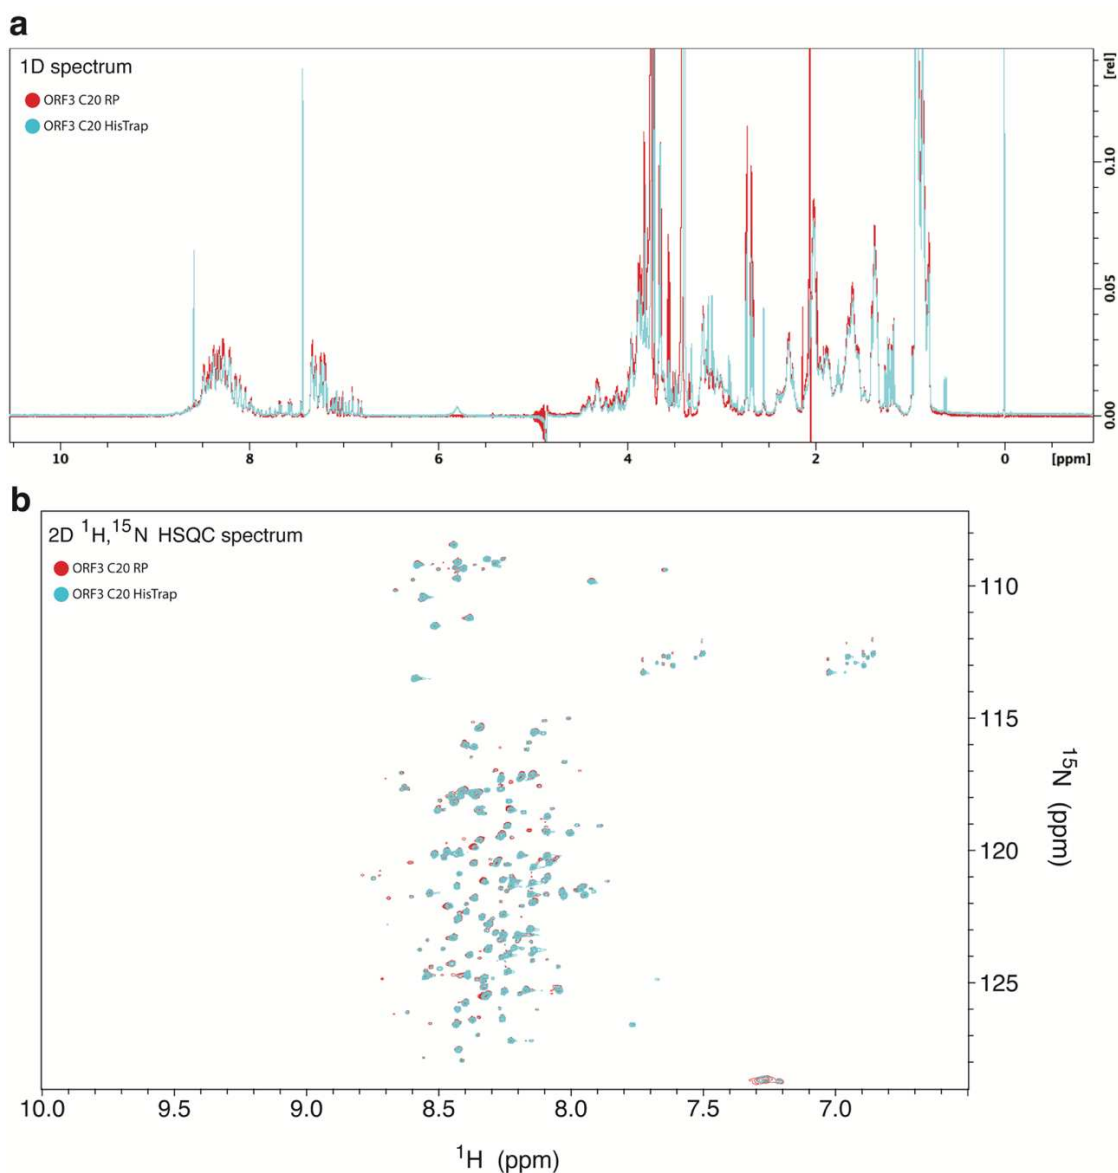 a
1D spectrum
ORF3 C20 RP
ORF3 C20 HisTrap
[rel]
0.10
0.05
0.00
10
8
6
4
2
0
[ppm]
b
2D ¹H,¹⁵N HSQC spectrum
ORF3 C20 RP
ORF3 C20 HisTrap
110
115
120
125
¹⁵N (ppm)
10.0
9.5
9.0
8.5
8.0
7.5
7.0
¹H (ppm)